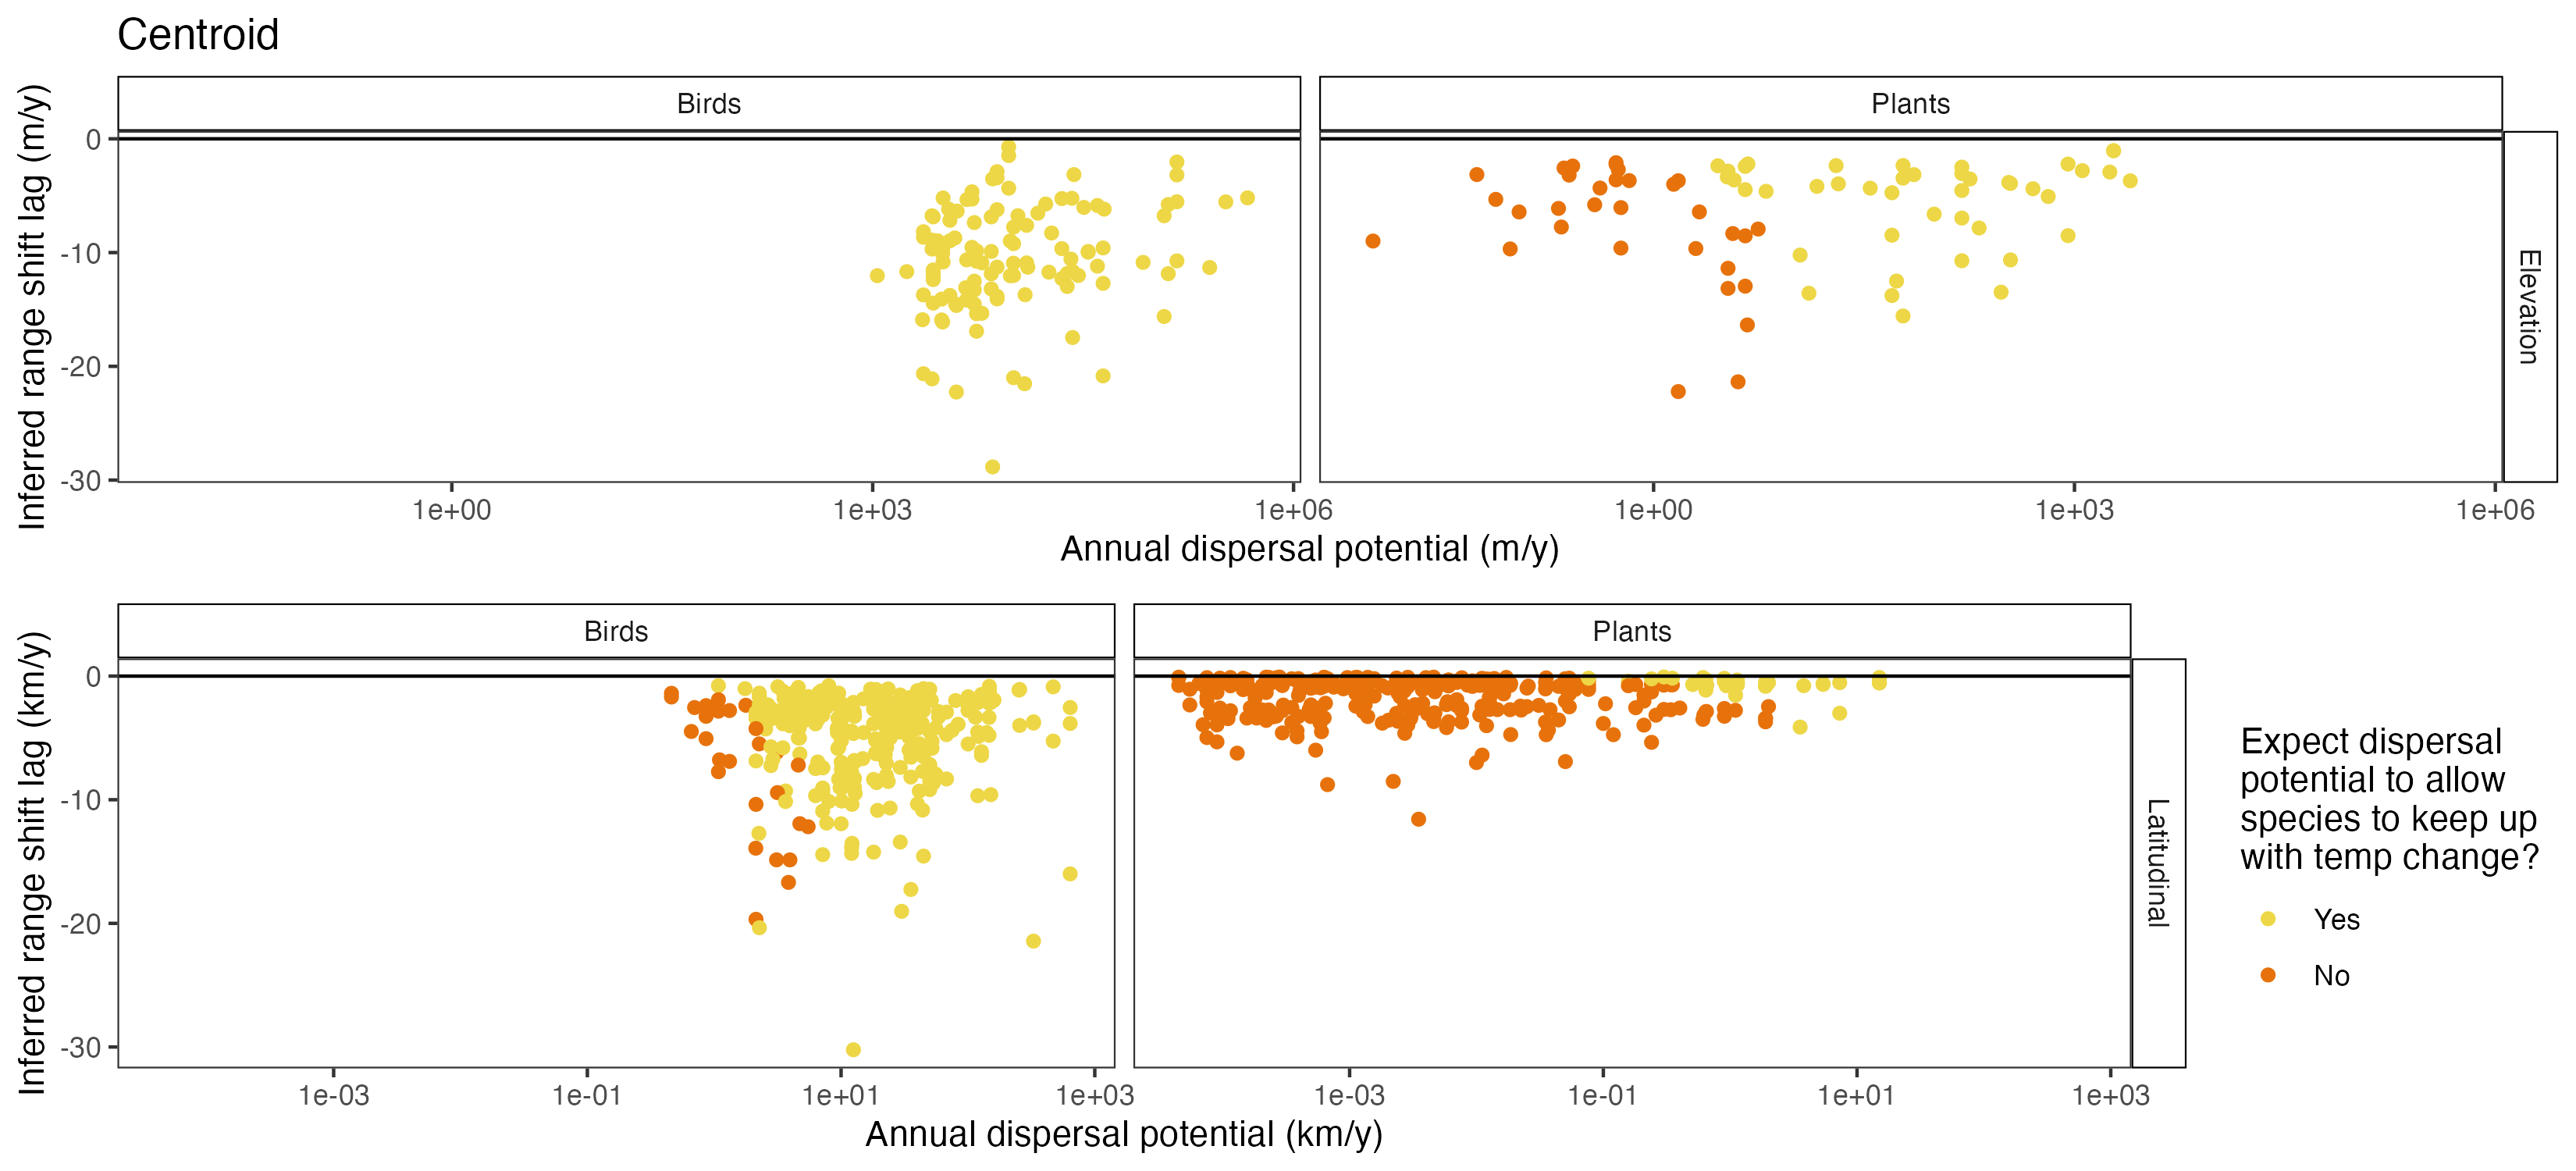 Centroid
Birds
Plants
Inferred range shift lag (m/y)
0
-10
-20
-30
Elevation
1e+00
1e+03
1e+06
1e+00
1e+03
1e+06
Annual dispersal potential (m/y)
Birds
Plants
Inferred range shift lag (km/y)
0
-10
-20
-30
Latitudinal
1e-03
1e-01
1e+01
1e+03
1e-03
1e-01
1e+01
1e+03
Annual dispersal potential (km/y)
Expect dispersal
potential to allow
species to keep up
with temp change?
Yes
No